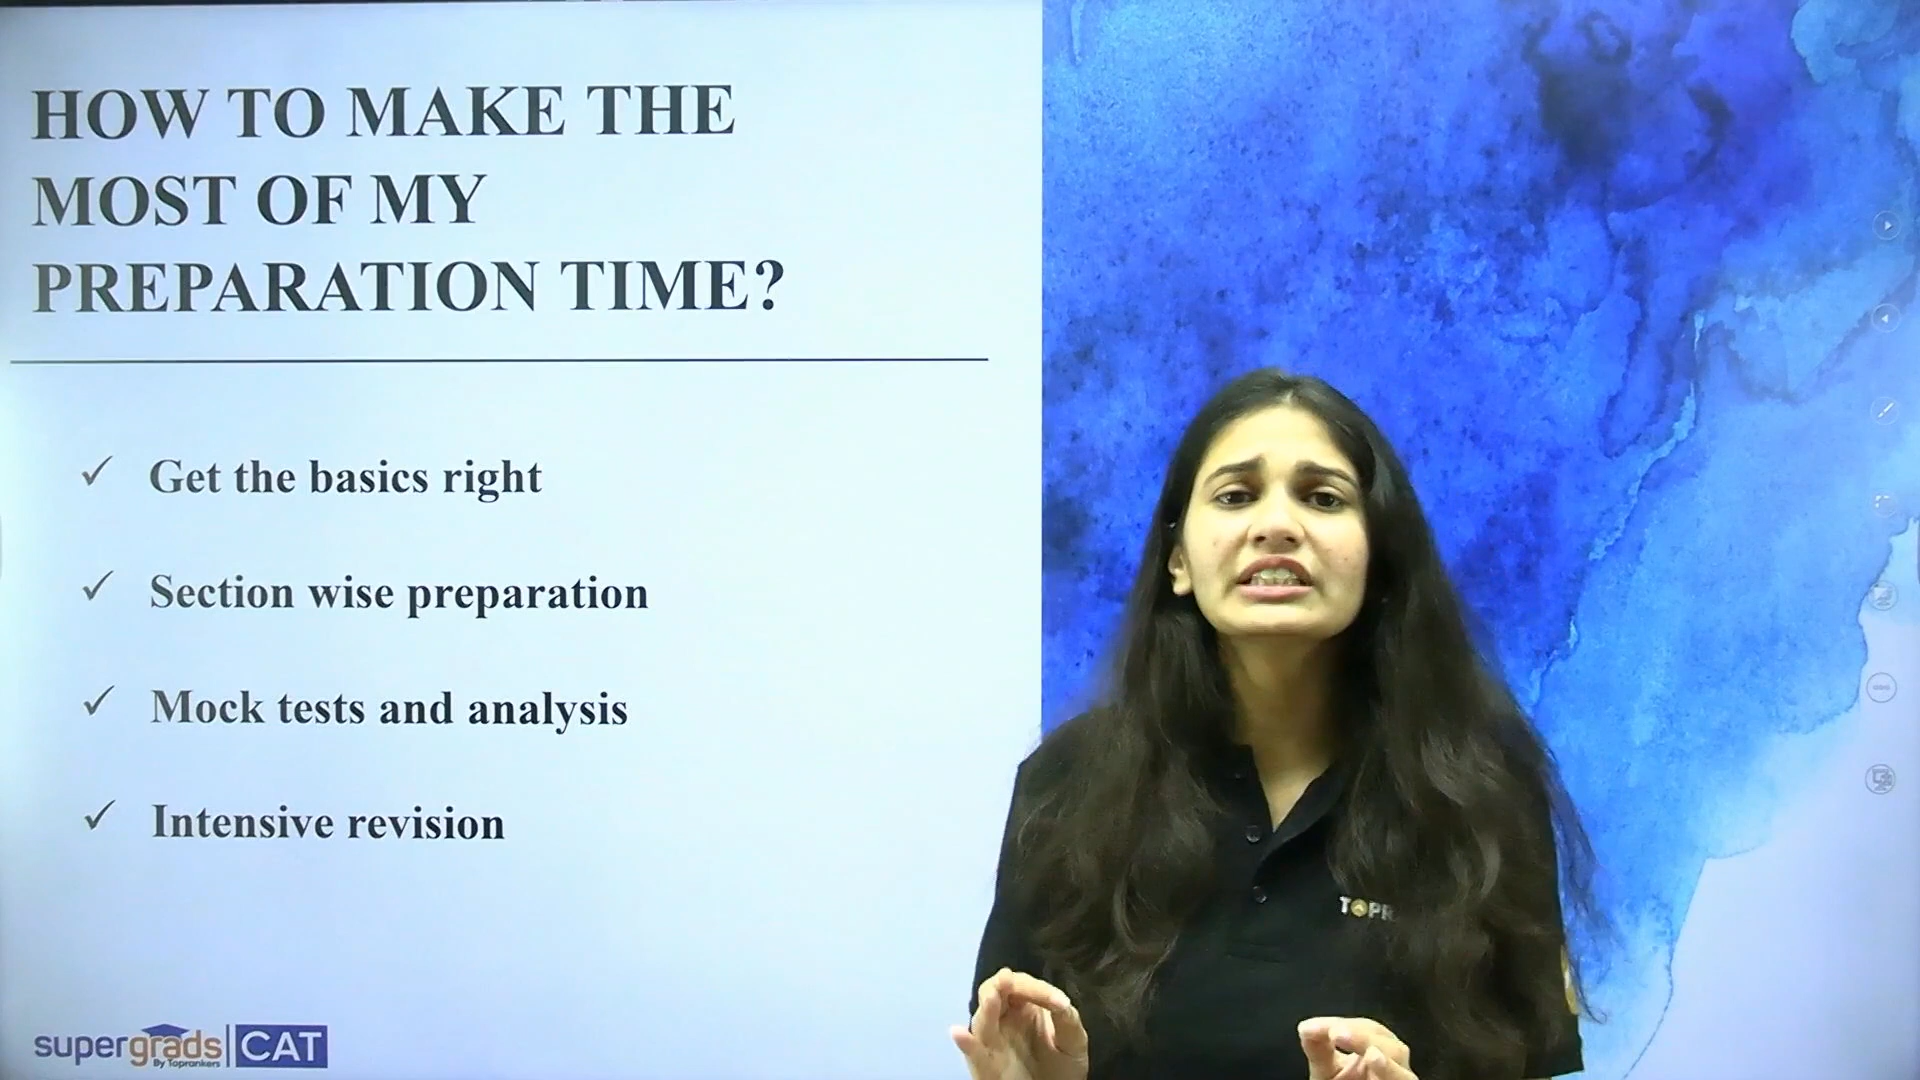 HOW TO MAKE THE
MOST OF MY
PREPARATION TIME?
✓ Get the basics right
✓ Section wise preparation
✓ Mock tests and analysis
✓ Intensive revision
supergrads CAT
By Toprankers
TOPR